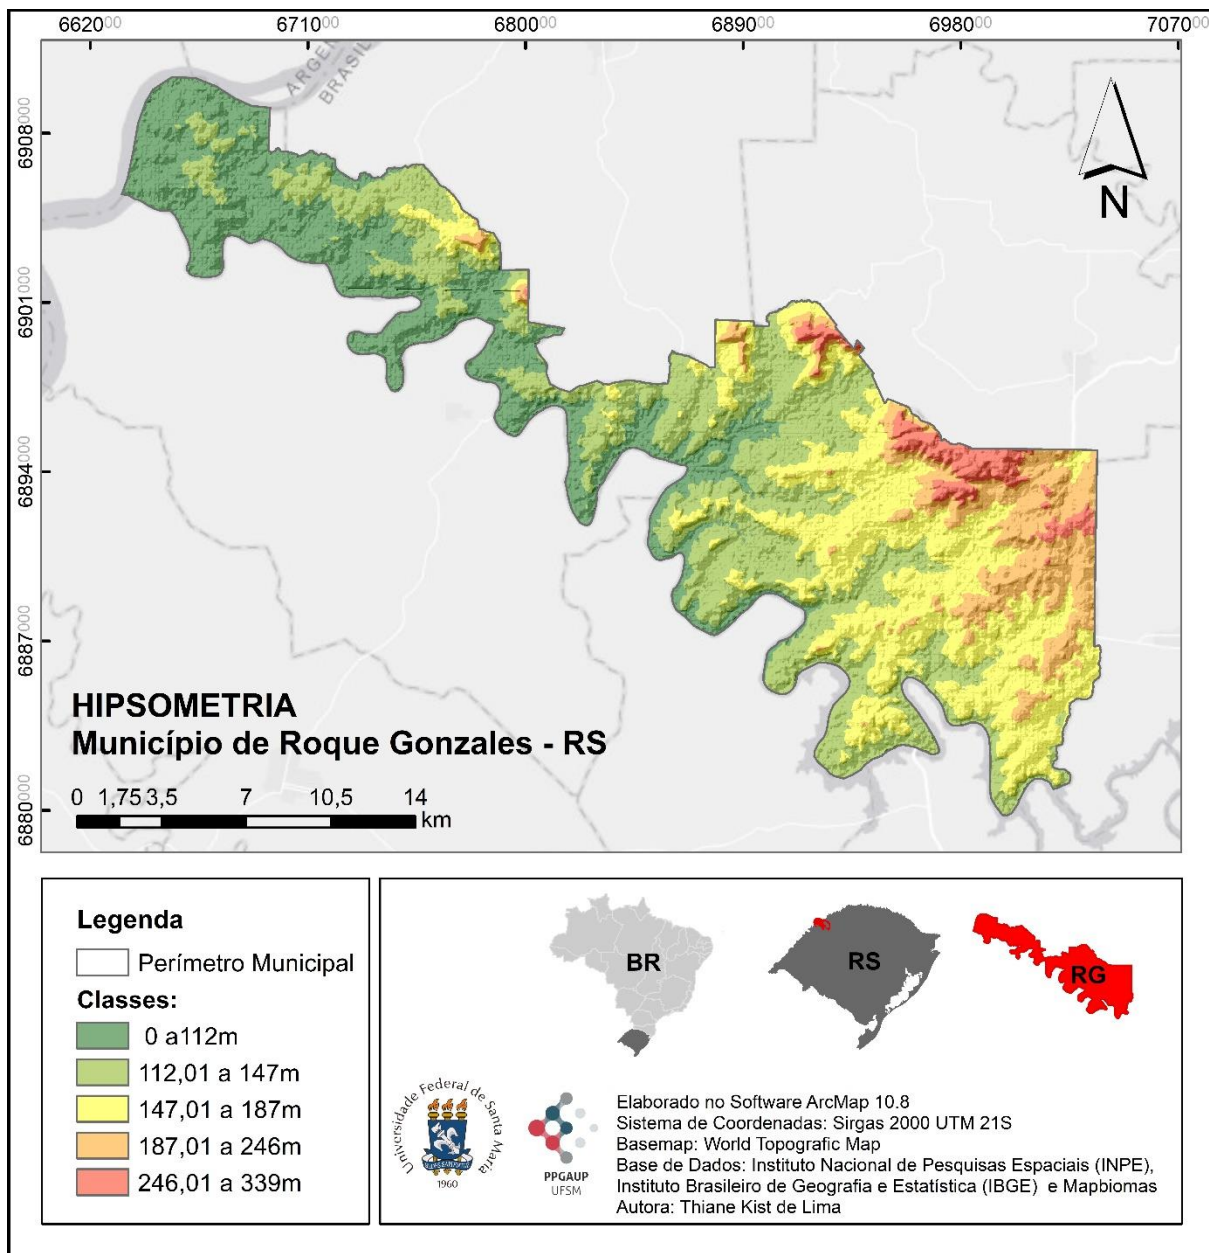 662000 671000 680000 689000 698000 707000
ARGEN
BRASIL
6908000
6901000
6894000
6887000
6880000
N
HIPSOMETRIA
Município de Roque Gonzales - RS
0 1,75 3,5 7 10,5 14
km
Legenda
Perímetro Municipal
Classes:
0 a112m
112,01 a 147m
147,01 a 187m
187,01 a 246m
246,01 a 339m
BR
RS
RG
Universidade Federal de Santa Maria
1960
PPGAUP
UFSM
Elaborado no Software ArcMap 10.8
Sistema de Coordenadas: Sirgas 2000 UTM 21S
Basemap: World Topografic Map
Base de Dados: Instituto Nacional de Pesquisas Espaciais (INPE),
Instituto Brasileiro de Geografia e Estatística (IBGE) e Mapbiomas
Autora: Thiane Kist de Lima